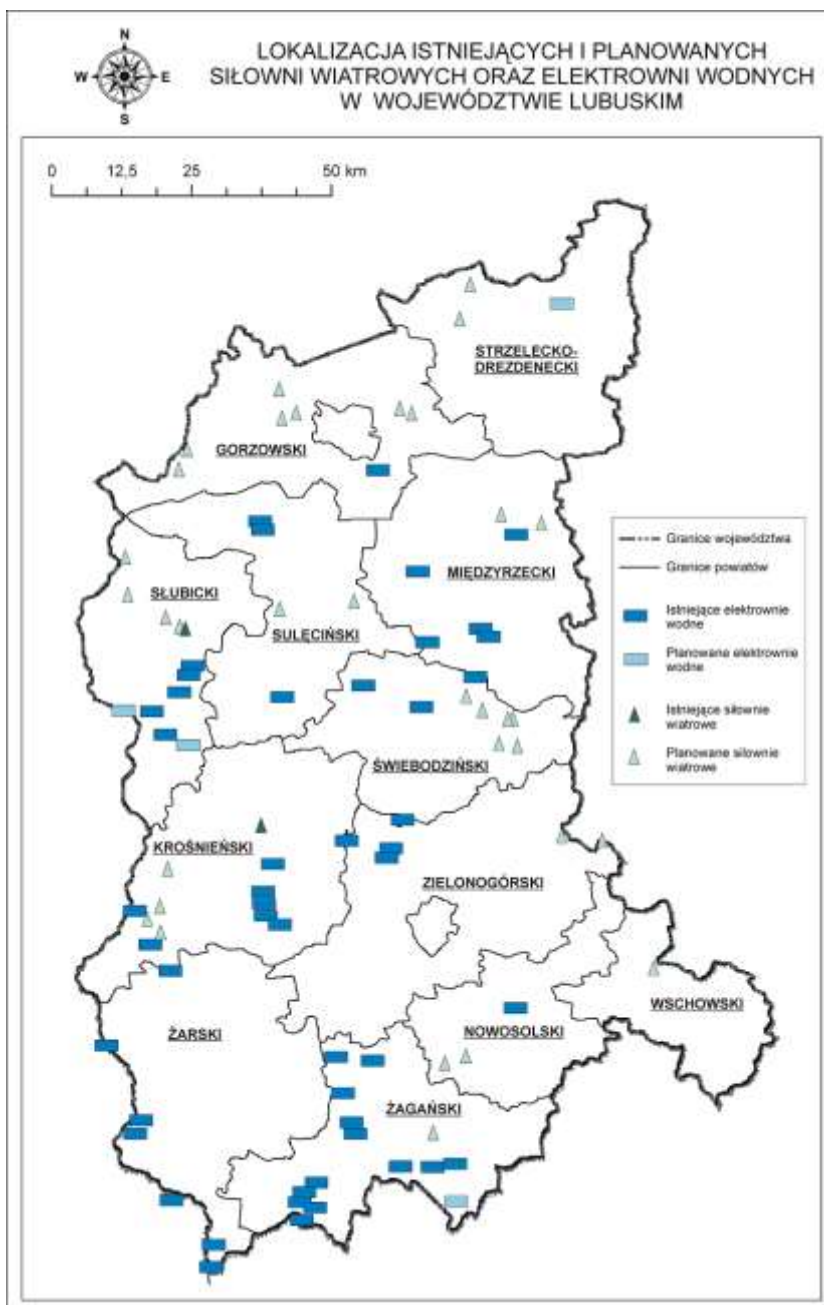 LOKALIZACJA ISTNIEJĄCYCH I PLANOWANYCH
SIŁOWNI WIATROWYCH ORAZ ELEKTROWNI WODNYCH
W WOJEWÓDZTWIE LUBUSKIM
N
W E
S
0 12,5 25 50 km
STRZELECKO-
DREZDENECKI
GORZOWSKI
MIĘDZYRZECKI
SŁUBICKI
SULĘCIŃSKI
ŚWIEBODZIŃSKI
KROŚNIEŃSKI
ZIELONOGÓRSKI
WSCHOWSKI
NOWOSOLSKI
ŻARSKI
ŻAGAŃSKI
Granice województwa
Granice powiatów
Istniejące elektrownie
wodne
Planowane elektrownie
wodne
Istniejące siłownie
wiatrowe
Planowane siłownie
wiatrowe